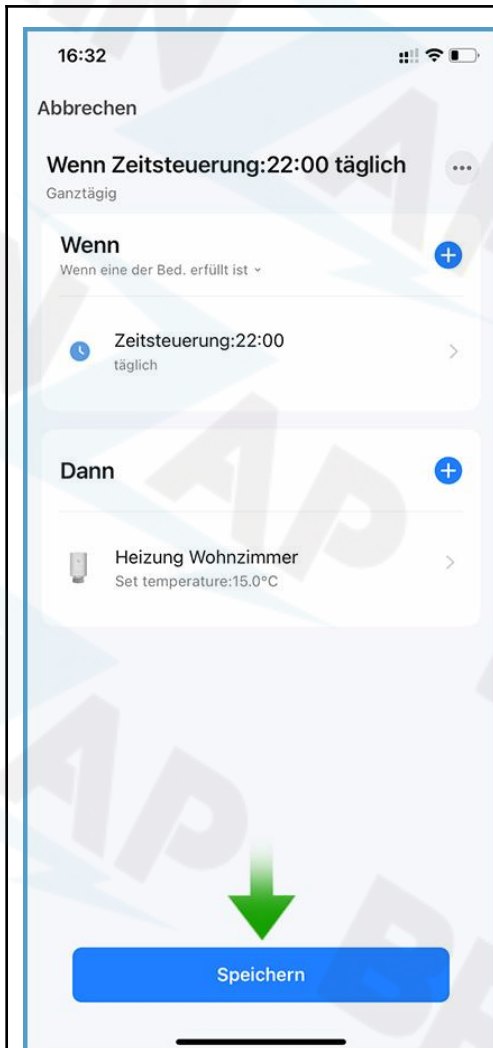 16:32
Abbrechen
Wenn Zeitsteuerung:22:00 täglich
Ganztägig
Wenn
Wenn eine der Bed. erfüllt ist
Zeitsteuerung:22:00
täglich
Dann
Heizung Wohnzimmer
Set temperature:15.0°C
Speichern